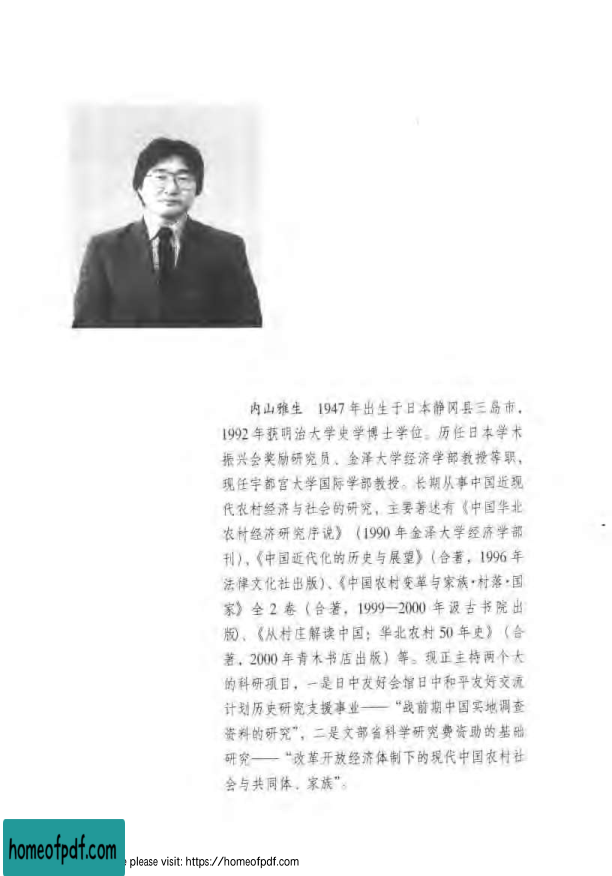 内山雅生 1947年出生于日本静冈县三岛市，
1992年获明治大学史学博士学位。历任日本学术
振兴会奖励研究员、金泽大学经济学部教授等职，
现任宇都宫大学国际学部教授。长期从事中国近现
代农村经济与社会的研究，主要著述有《中国华北
农村经济研究序说》（1990年金泽大学经济学部
刊）、《中国近代化的历史与展望》（合著，1996年
法律文化社出版）、《中国农村变革与家族·村落·国
家》全2卷（合著，1999—2000年汲古书院出
版）、《从村庄解读中国：华北农村50年史》（合
著，2000年青木书店出版）等。现正主持两个大
的科研项目，一是日中友好会馆日中和平友好交流
计划历史研究支援事业——“战前期中国实地调查
资料的研究”，二是文部省科学研究费资助的基础
研究——“改革开放经济体制下的现代中国农村社
会与共同体、家族”。
homeofpdf.com
please visit: https://homeofpdf.com